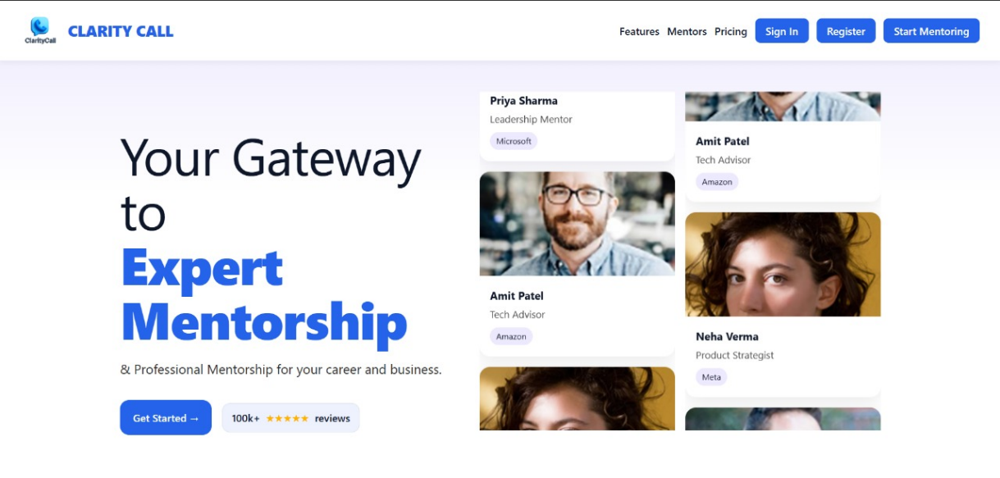 ClarityCall
CLARITY CALL
Features
Mentors
Pricing
Sign In
Register
Start Mentoring
Your Gateway
to
Expert
Mentorship
& Professional Mentorship for your career and business.
Get Started →
100k+ ★★★★★ reviews
Priya Sharma
Leadership Mentor
Microsoft
Amit Patel
Tech Advisor
Amazon
Amit Patel
Tech Advisor
Amazon
Neha Verma
Product Strategist
Meta